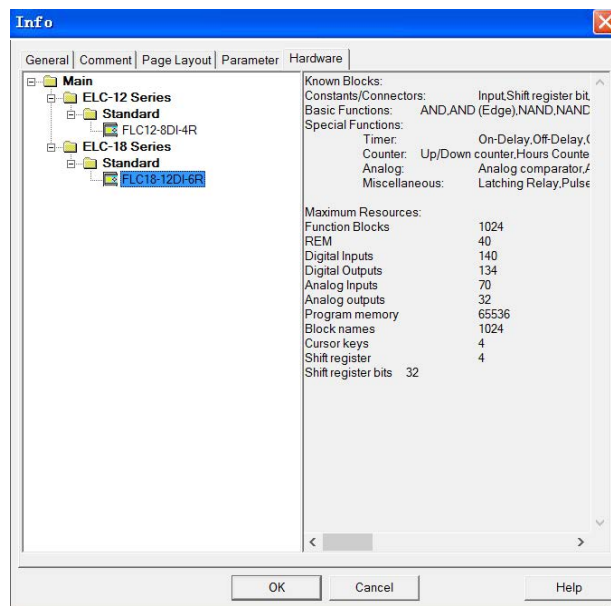 Info
General Comment Page Layout Parameter Hardware
Main
ELC-12 Series
Standard
FLC12-8DI-4R
ELC-18 Series
Standard
FLC18-12DI-6R
Known Blocks:
Constants/Connectors: Input,Shift register bit,
Basic Functions: AND,AND (Edge),NAND,NAND
Special Functions:
Timer: On-Delay,Off-Delay,(
Counter: Up/Down counter,Hours Counte
Analog: Analog comparator,A
Miscellaneous: Latching Relay,Pulse
Maximum Resources:
Function Blocks 1024
REM 40
Digital Inputs 140
Digital Outputs 134
Analog Inputs 70
Analog outputs 32
Program memory 65536
Block names 1024
Cursor keys 4
Shift register 4
Shift register bits 32
OK Cancel Help